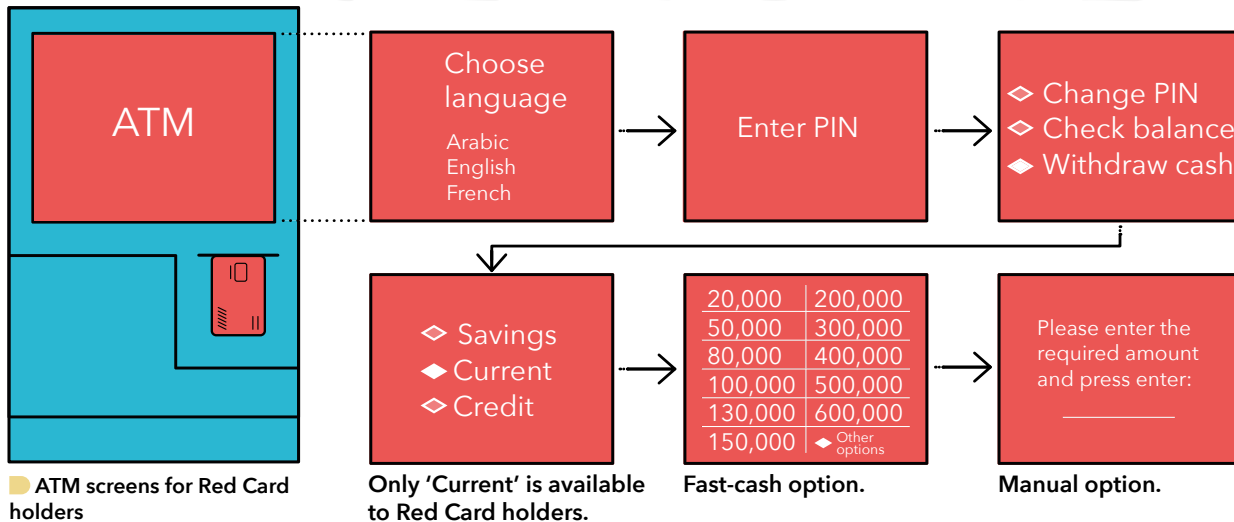 ATM
Choose
language
Arabic
English
French
Enter PIN
Change PIN
Check balance
Withdraw cash
Savings
Current
Credit
20,000 200,000
50,000 300,000
80,000 400,000
100,000 500,000
130,000 600,000
150,000 Other
options
Please enter the
required amount
and press enter:
ATM screens for Red Card
holders
Only ‘Current’ is available
to Red Card holders.
Fast-cash option.
Manual option.